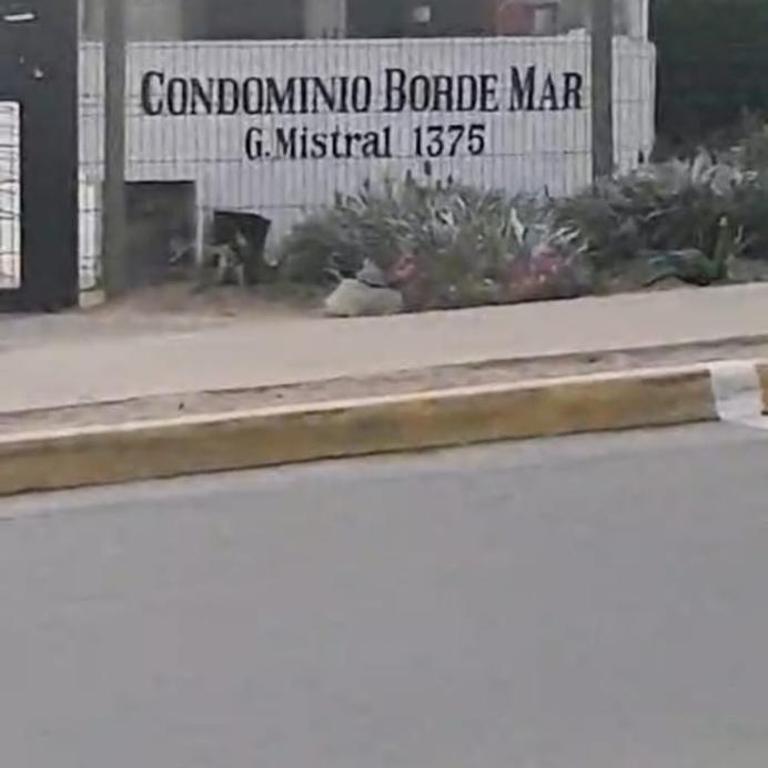 CONDOMINIO BORDE MAR
G. Mistral 1375